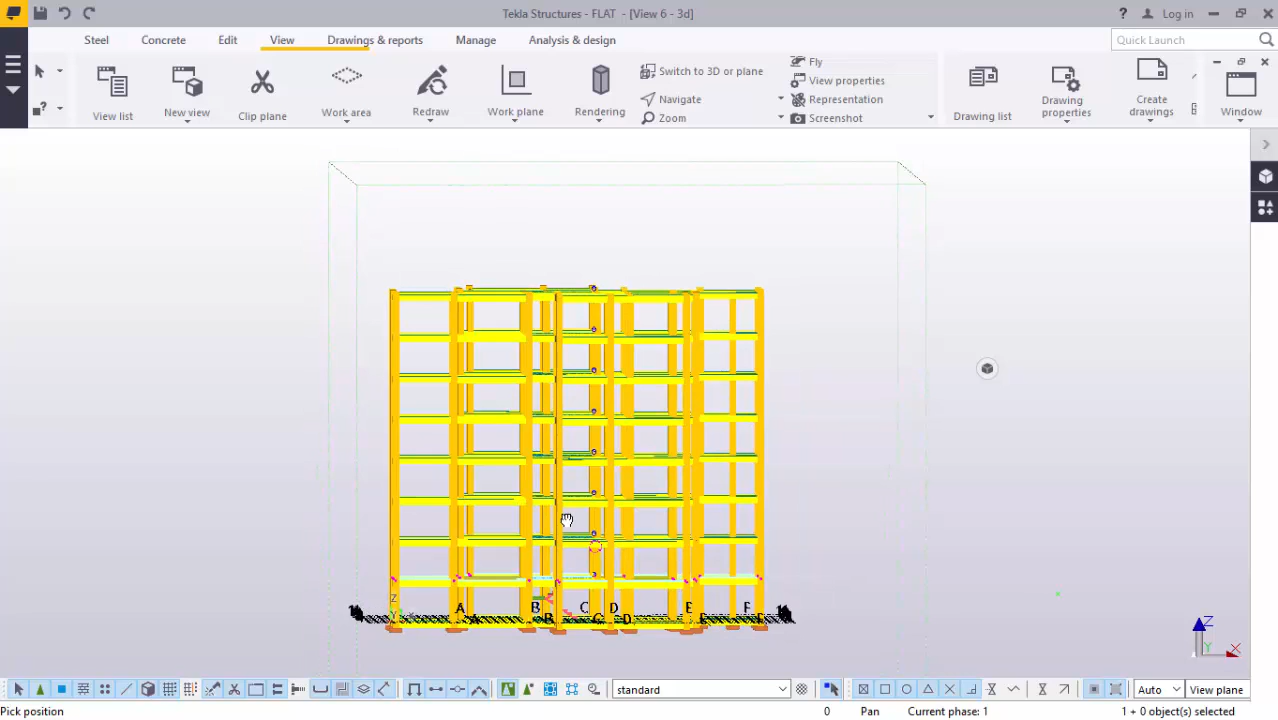 Tekla Structures - FLAT - [View 6 - 3d]
? Log in
Steel Concrete Edit View Drawings & reports Manage Analysis & design Quick Launch
Fly
Switch to 3D or plane View properties
Navigate Representation
Zoom Screenshot
View list New view Clip plane Work area Redraw Work plane Rendering Drawing list Drawing properties Create drawings Window
Z
Y
A B C D E F
A B C D E F
Z
Y X
standard Auto View plane
Pick position 0 Pan Current phase: 1 1 + 0 object(s) selected